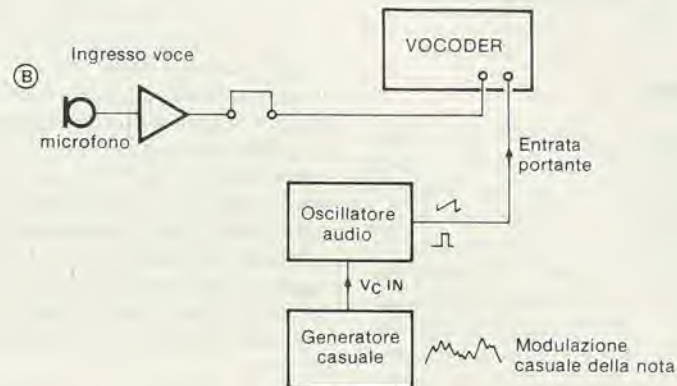 Ingresso voce
B
microfono
VOCODER
Entrata
portante
Oscillatore
audio
VC IN
Generatore
casuale
Modulazione
casuale della nota